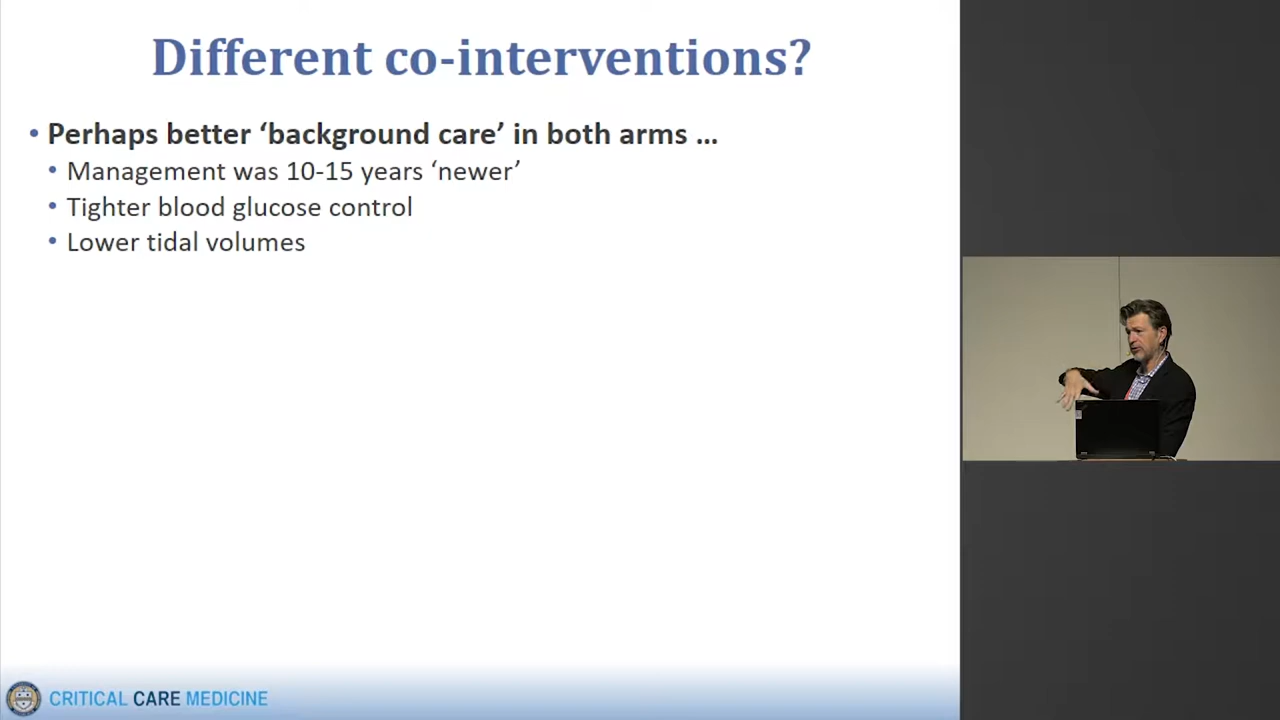 Different co-interventions?
• Perhaps better ‘background care’ in both arms ...
• Management was 10-15 years ‘newer’
• Tighter blood glucose control
• Lower tidal volumes
CRITICAL CARE MEDICINE